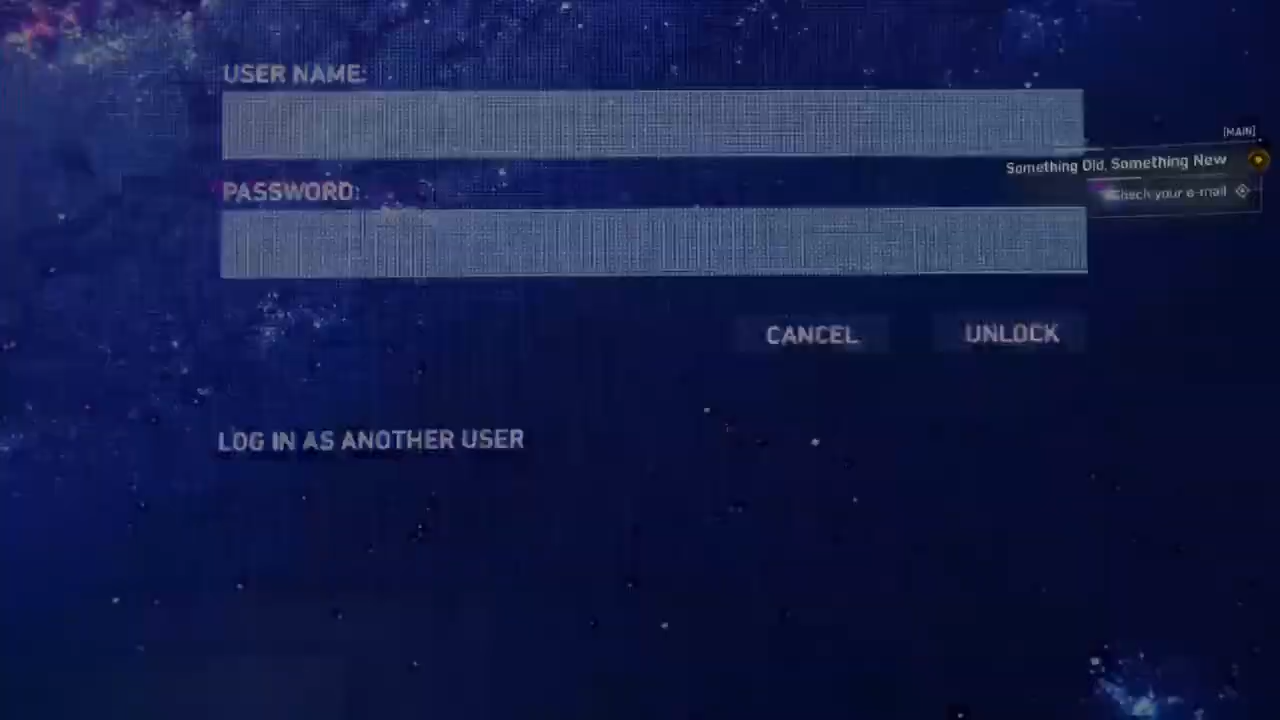 USER NAME:
[MAIN]
Something Old, Something New
PASSWORD:
Check your e-mail
CANCEL
UNLOCK
LOG IN AS ANOTHER USER